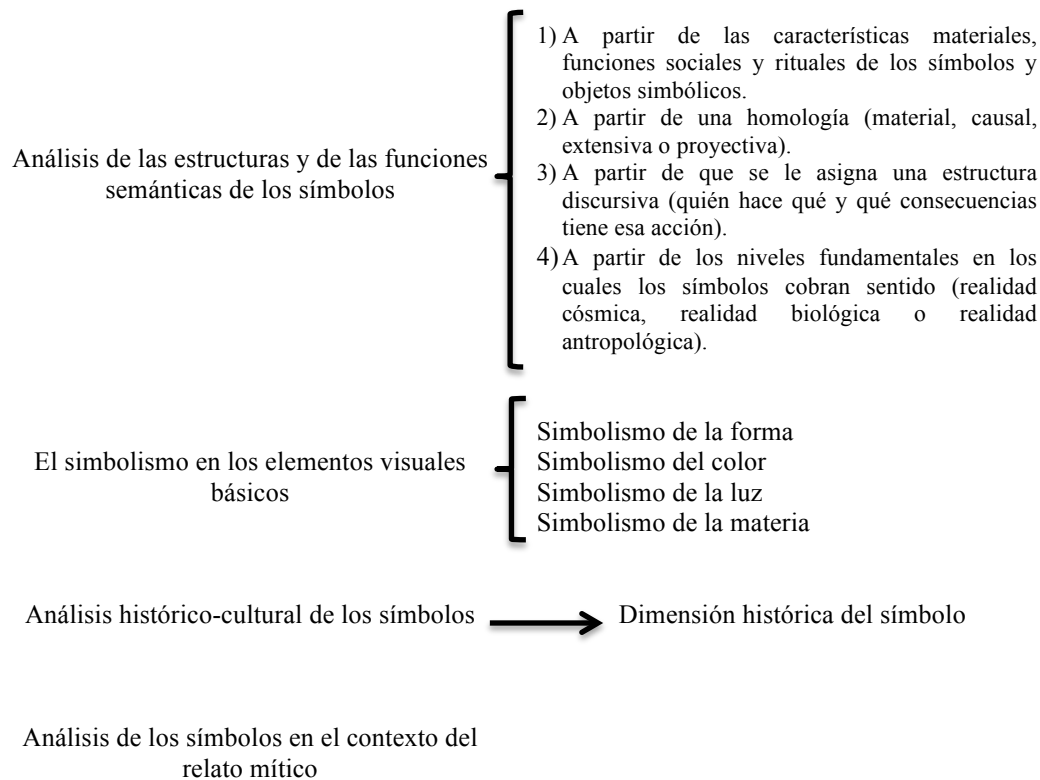 1) A partir de las características materiales,
funciones sociales y rituales de los símbolos y
objetos simbólicos.
2) A partir de una homología (material, causal,
extensiva o proyectiva).
3) A partir de que se le asigna una estructura
discursiva (quién hace qué y qué consecuencias
tiene esa acción).
4) A partir de los niveles fundamentales en los
cuales los símbolos cobran sentido (realidad
cósmica, realidad biológica o realidad
antropológica).
Análisis de las estructuras y de las funciones
semánticas de los símbolos
El simbolismo en los elementos visuales
básicos
Simbolismo de la forma
Simbolismo del color
Simbolismo de la luz
Simbolismo de la materia
Análisis histórico-cultural de los símbolos
Dimensión histórica del símbolo
Análisis de los símbolos en el contexto del
relato mítico